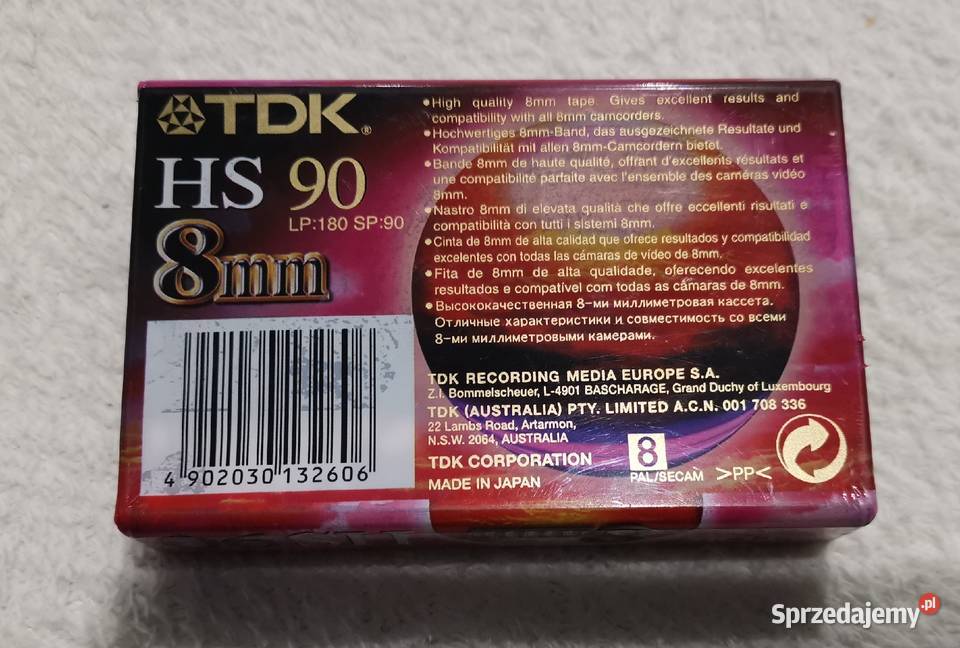 TDK®
HS 90
LP:180 SP:90
8mm
4 902030 132606
•High quality 8mm tape. Gives excellent results and
compatibility with all 8mm camcorders.
•Hochwertiges 8mm-Band, das ausgezeichnete Resultate und
Kompatibilität mit allen 8mm-Camcordern bietet.
•Bande 8mm de haute qualité, offrant d'excellents résultats et
une compatibilité parfaite avec l'ensemble des caméras vidéo
8mm.
•Nastro 8mm di elevata qualità che offre eccellenti risultati e
compatibilità con tutti i sistemi 8mm.
•Cinta de 8mm de alta calidad que ofrece resultados y compatibilidad
excelentes con todas las cámaras de vídeo de 8mm.
•Fita de 8mm de alta qualidade, oferecendo excelentes
resultados e compatível com todas as câmaras de 8mm.
•Высококачественная 8-ми миллиметровая кассета.
Отличные характеристики и совместимость со всеми
8-ми миллиметровыми камерами.
TDK RECORDING MEDIA EUROPE S.A.
Z.I. Bommelscheuer, L-4901 BASCHARAGE, Grand Duchy of Luxembourg
TDK (AUSTRALIA) PTY. LIMITED A.C.N. 001 708 336
22 Lambs Road, Artarmon,
N.S.W. 2064, AUSTRALIA
TDK CORPORATION
MADE IN JAPAN
8
PAL/SECAM >PP<
Sprzedajemy.pl